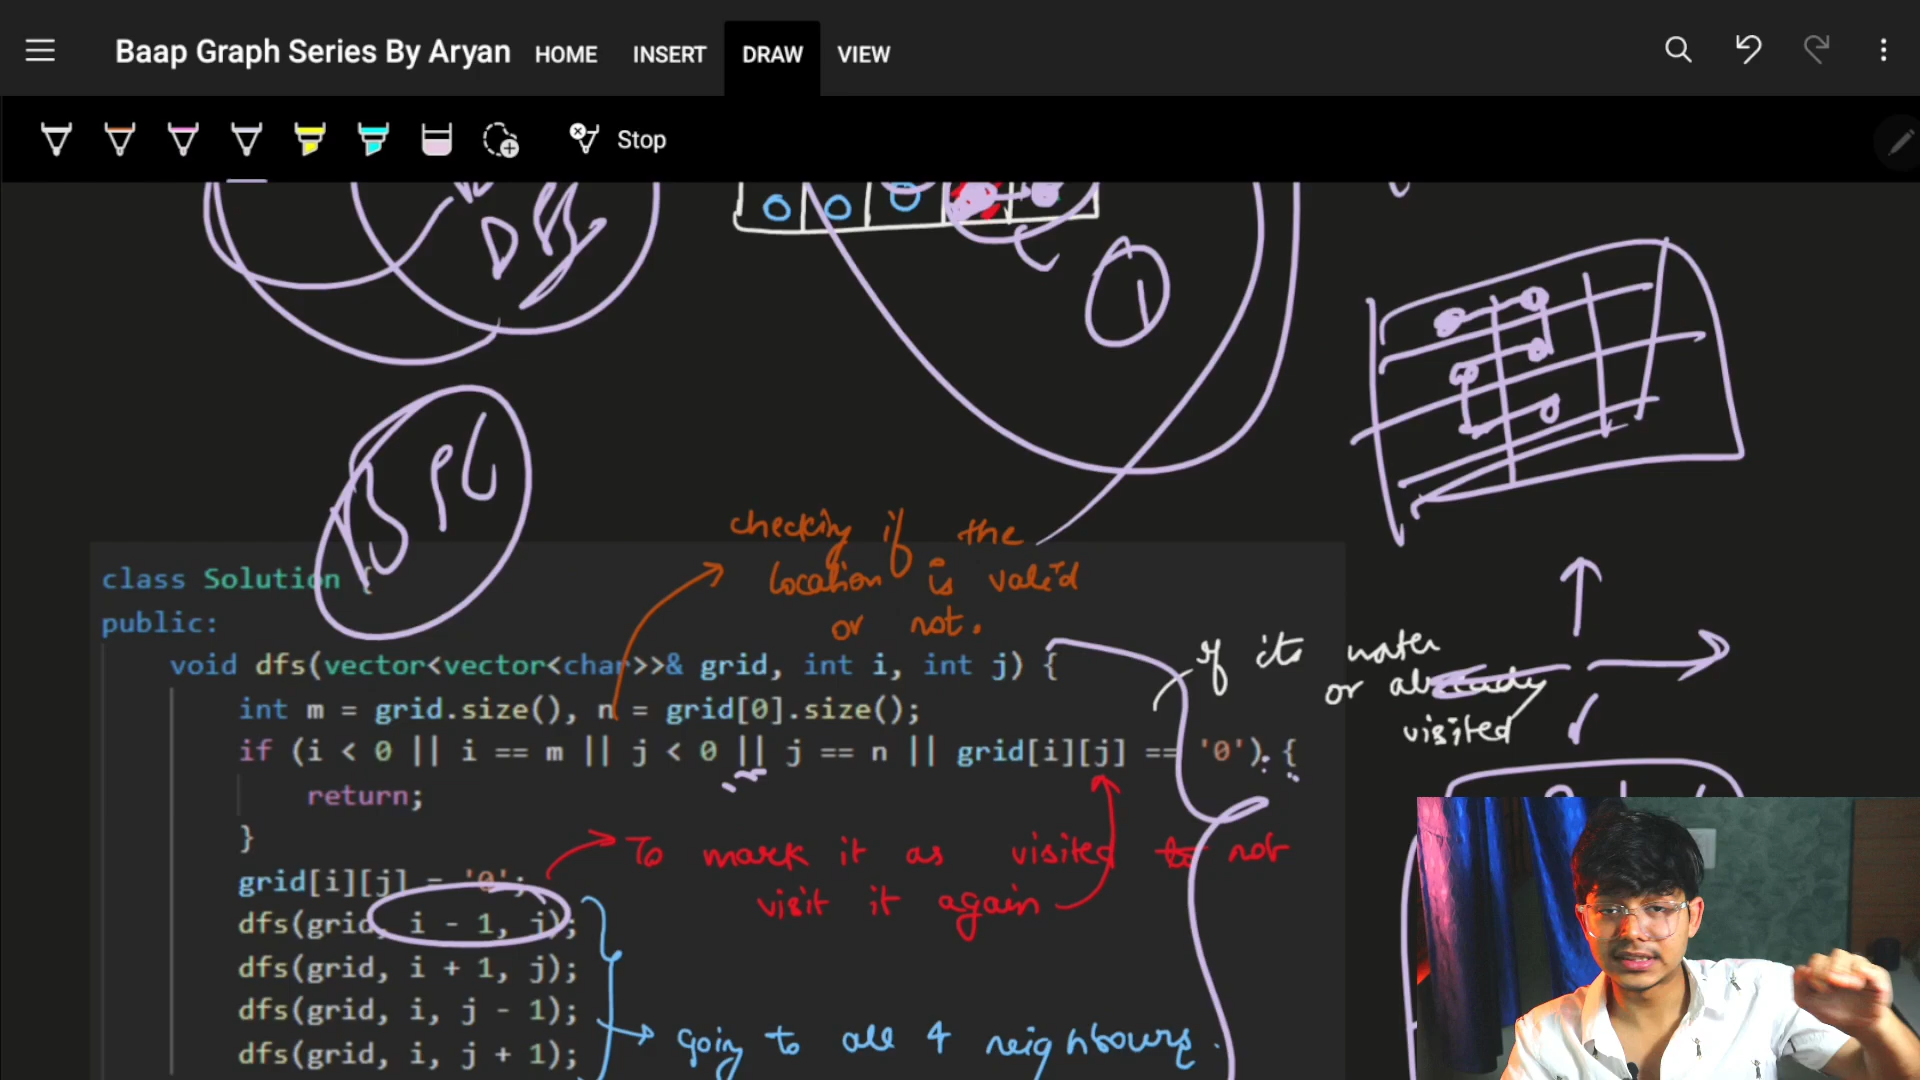 Baap Graph Series By Aryan HOME INSERT DRAW VIEW
Stop
DFS
1
checking if the
location is valid
or not.
class Solution {
public:
void dfs(vector<vector<char>>& grid, int i, int j) {
If its water
or already
visited
int m = grid.size(), n = grid[0].size();
if (i < 0 || i == m || j < 0 || j == n || grid[i][j] == '0') {
return;
}
To mark it as visited to not
visit it again
grid[i][j] = '0';
dfs(grid, i - 1, j);
dfs(grid, i + 1, j);
dfs(grid, i, j - 1);
dfs(grid, i, j + 1);
going to all 4 neighbours.